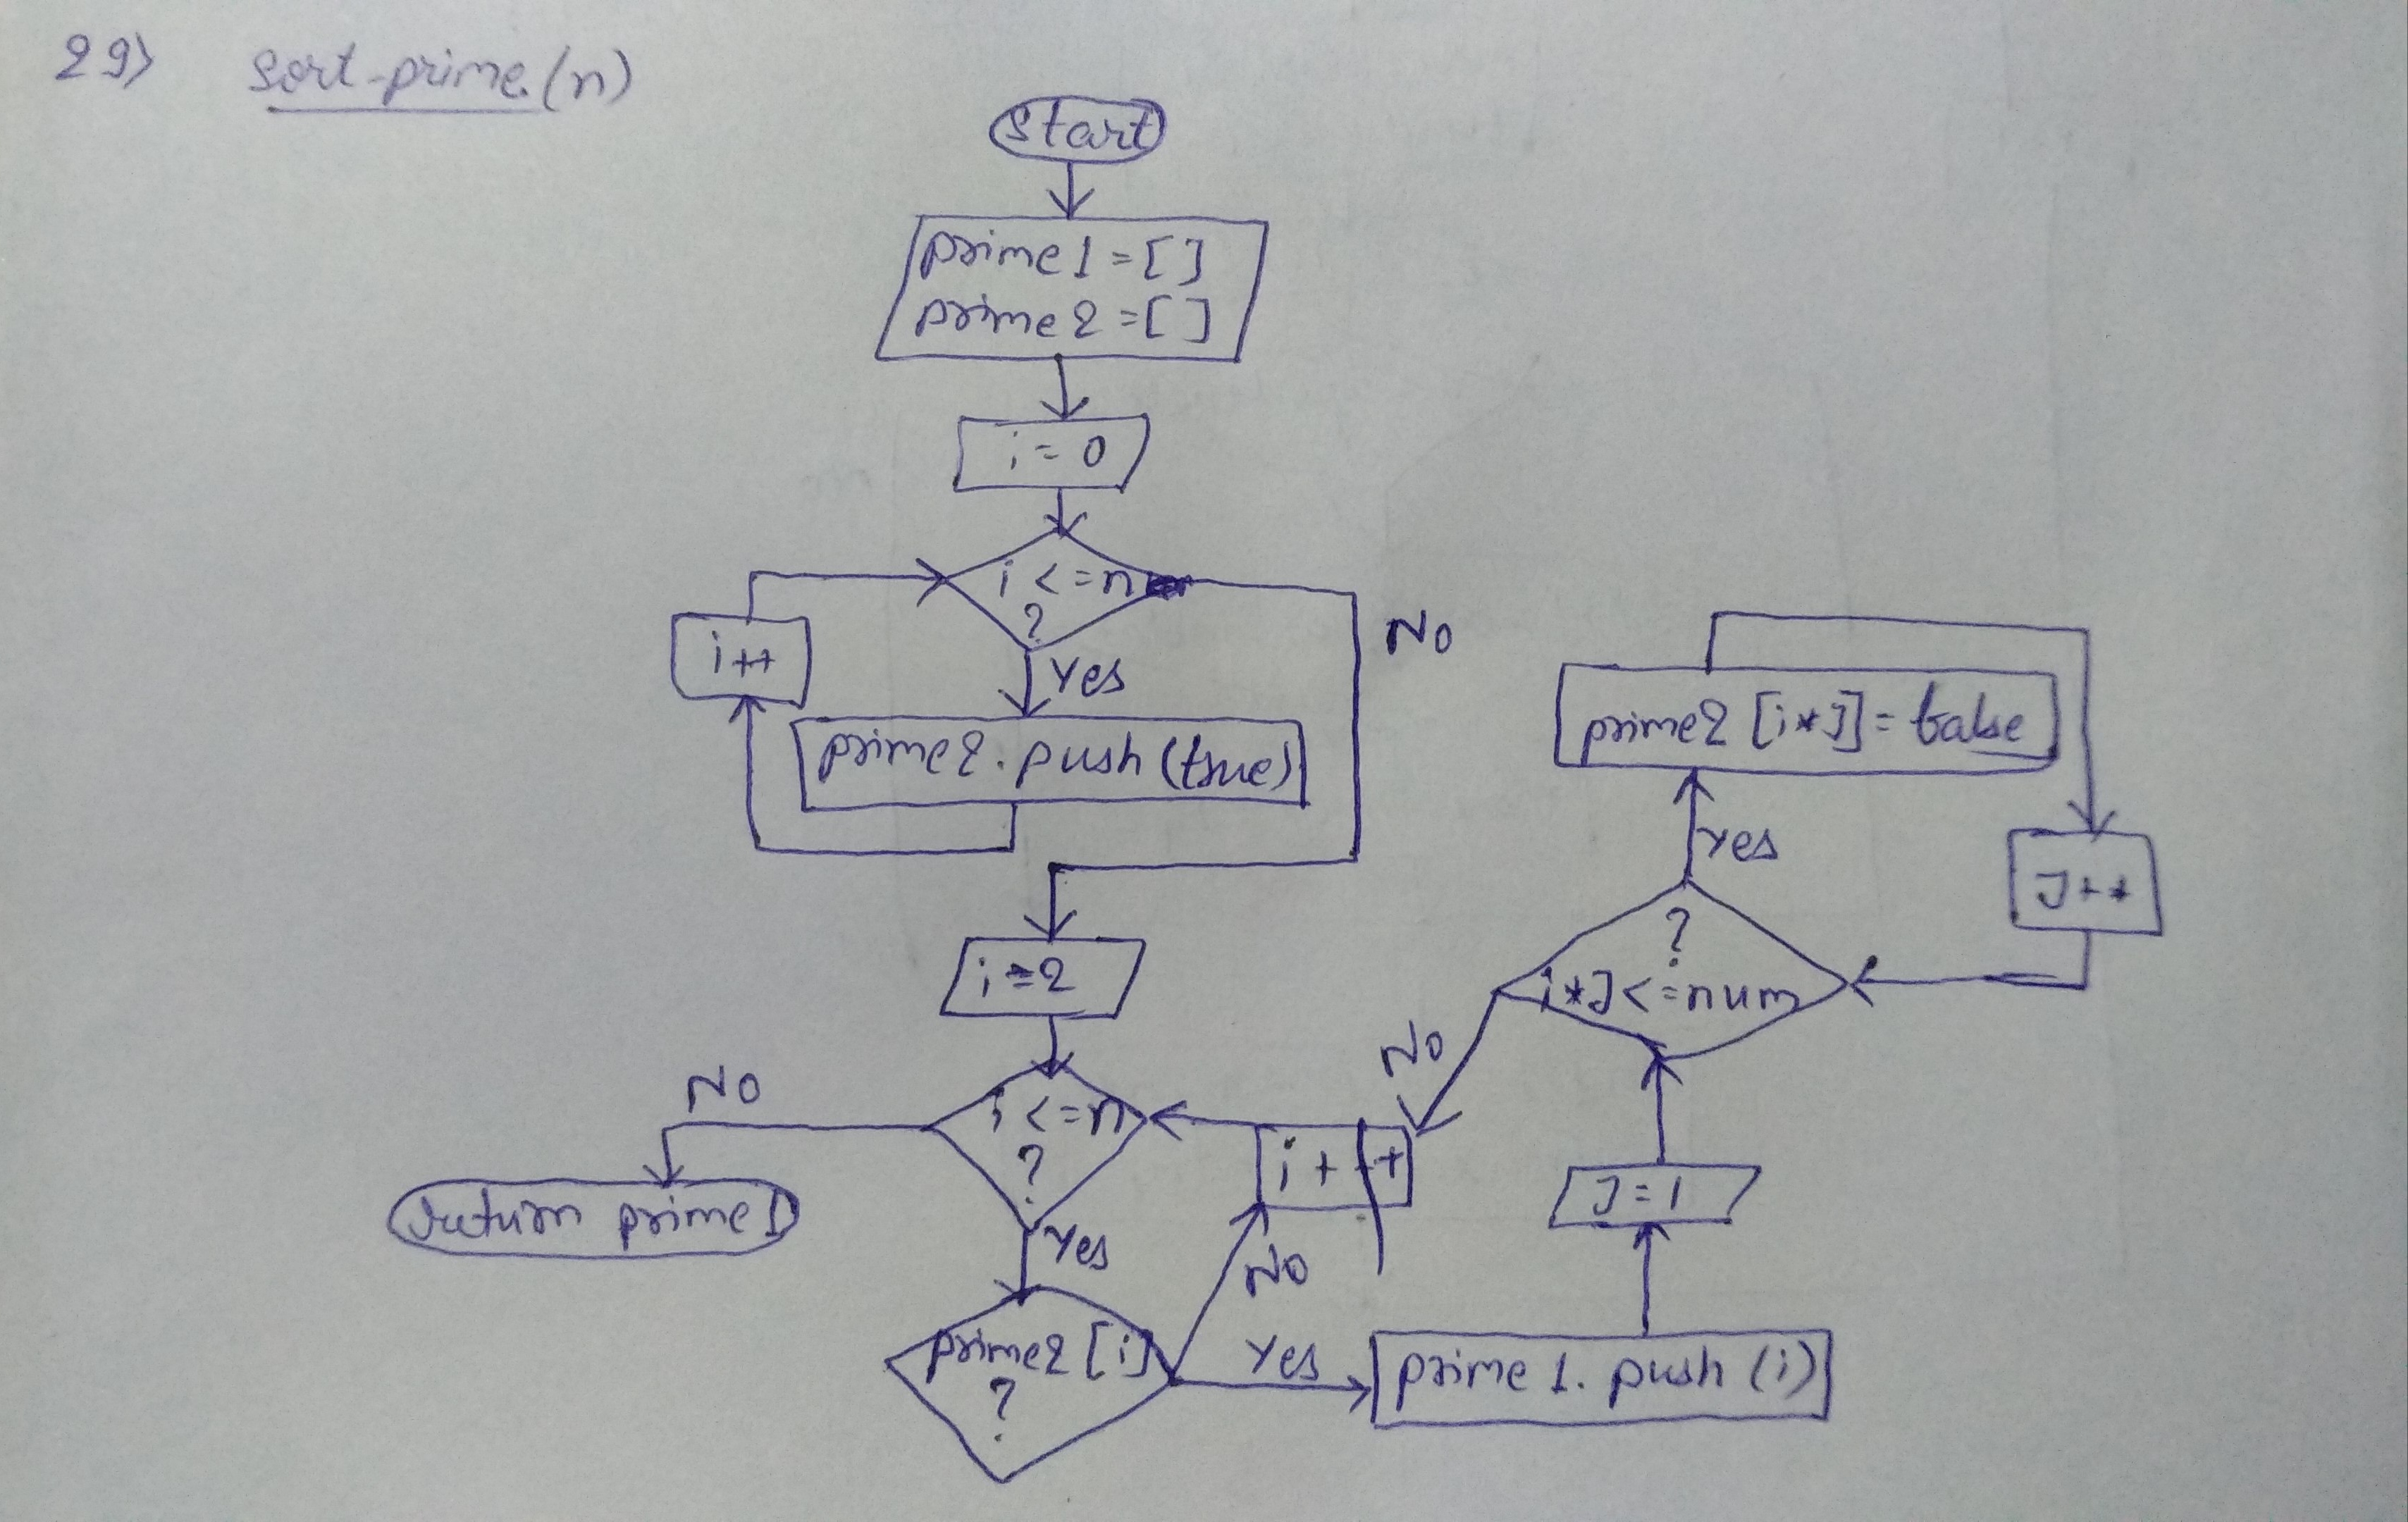 29) sort-prime(n)
start
prime1=[]
prime2=[]
i=0
i<=n
?
NO
i++
Yes
prime2.push(true)
prime2[i*J]=false
Yes
J++
i=2
?
i*J<=num
NO
NO
i<=n
?
i++
J=1
return prime1
Yes
NO
prime2[i]
?
Yes
prime1.push(i)